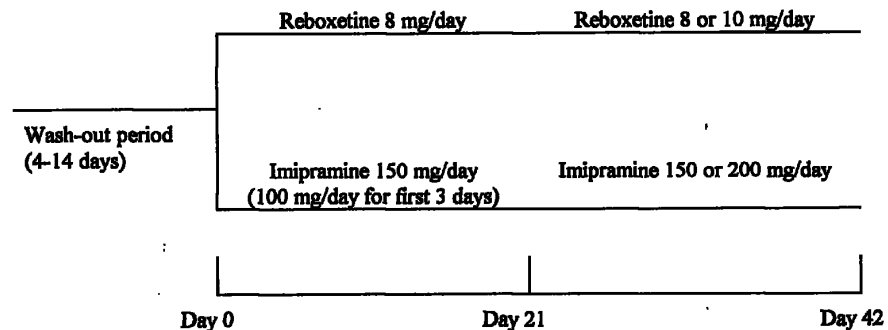 Reboxetine 8 mg/day Reboxetine 8 or 10 mg/day
Wash-out period
(4-14 days)
Imipramine 150 mg/day Imipramine 150 or 200 mg/day
(100 mg/day for first 3 days)
Day 0 Day 21 Day 42